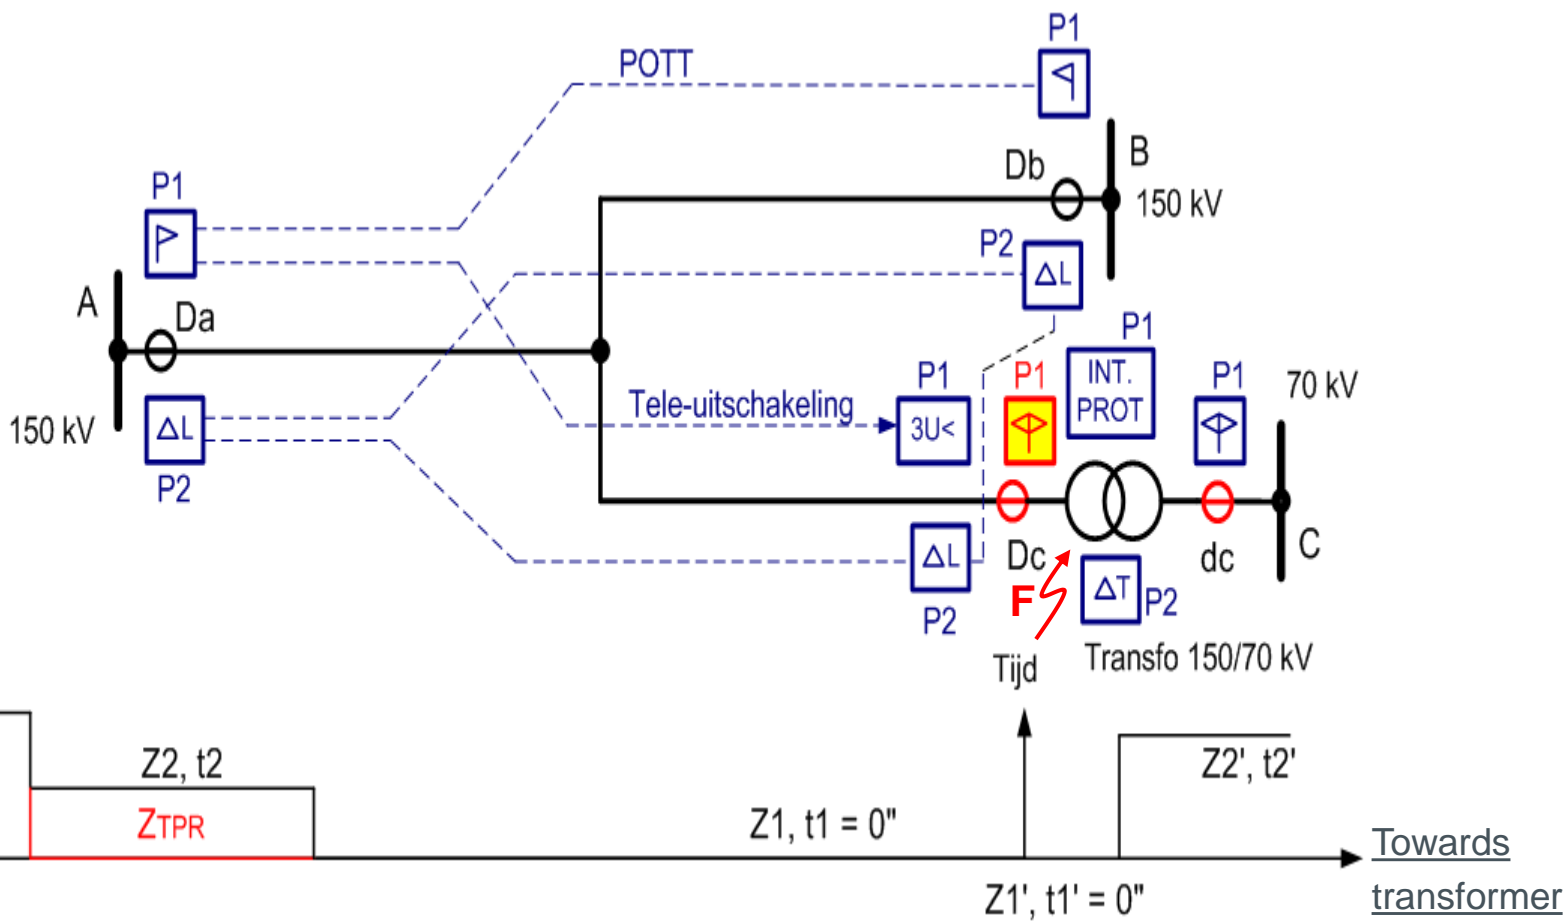 P1
POTT
B
Db
150 kV
P1
P2
ΔL
A
Da
P1
70 kV
P1
P1
INT.
PROT
P1
Tele-uitschakeling
3U<
150 kV
ΔL
P2
ΔL
P2
Dc
F
ΔT
P2
dc
C
Tijd
Transfo 150/70 kV
Z2, t2
ZTPR
Z1, t1 = 0"
Z2', t2'
Z1', t1' = 0"
Towards
transformer